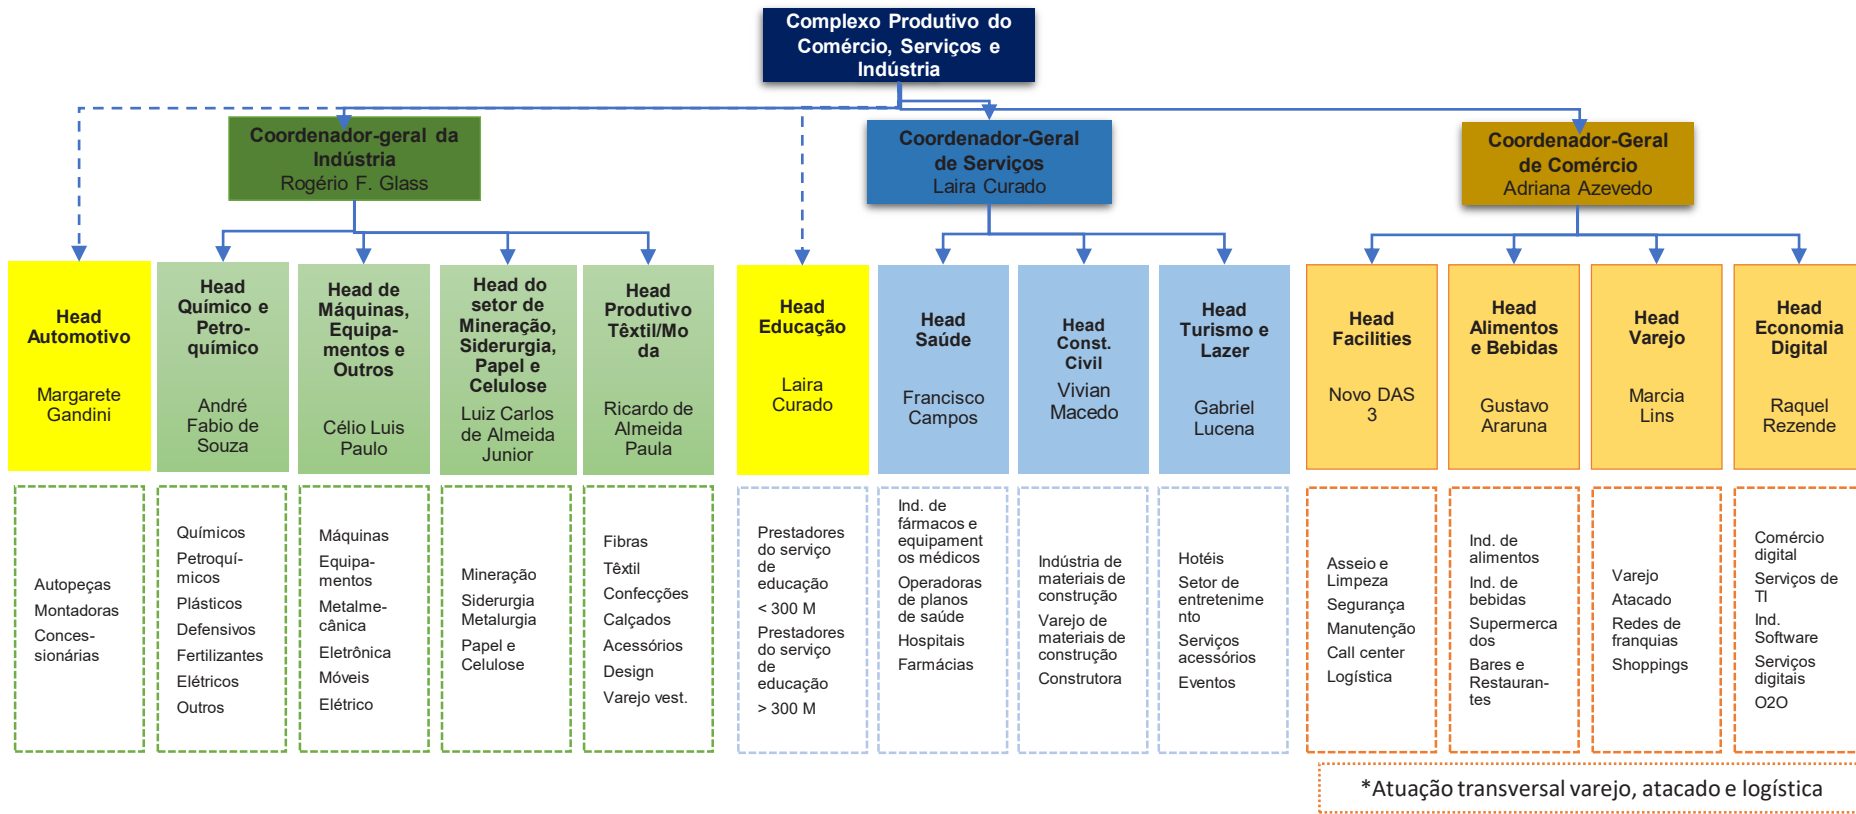 Complexo Produtivo do
Comércio, Serviços e
Indústria
Coordenador-geral da
Indústria
Rogério F. Glass
Coordenador-Geral
de Serviços
Laira Curado
Coordenador-Geral
de Comércio
Adriana Azevedo
Head
Automotivo
Margarete
Gandini
Head
Químico e
Petro-
químico
André
Fabio de
Souza
Head de
Máquinas,
Equipa-
mentos e
Outros
Célio Luis
Paulo
Head do
setor de
Mineração,
Siderurgia,
Papel e
Celulose
Luiz Carlos
de Almeida
Junior
Head
Produtivo
Têxtil/Mo
da
Ricardo de
Almeida
Paula
Head
Educação
Laira
Curado
Head
Saúde
Francisco
Campos
Head
Const.
Civil
Vivian
Macedo
Head
Turismo e
Lazer
Gabriel
Lucena
Head
Facilities
Novo DAS
3
Head
Alimentos
e Bebidas
Gustavo
Araruna
Head
Varejo
Marcia
Lins
Head
Economia
Digital
Raquel
Rezende
Autopeças
Montadoras
Conces-
sionárias
Químicos
Petroquí-
micos
Plásticos
Defensivos
Fertilizantes
Elétricos
Outros
Máquinas
Equipa-
mentos
Metalme-
cânica
Eletrônica
Móveis
Elétrico
Mineração
Siderurgia
Metalurgia
Papel e
Celulose
Fibras
Têxtil
Confecções
Calçados
Acessórios
Design
Varejo vest.
Prestadores
do serviço
de
educação
< 300 M
Prestadores
do serviço
de
educação
> 300 M
Ind. de
fármacos e
equipament
os médicos
Operadoras
de planos
de saúde
Hospitais
Farmácias
Indústria de
materiais de
construção
Varejo de
materiais de
construção
Construtora
Hotéis
Setor de
entretenime
nto
Serviços
acessórios
Eventos
Asseio e
Limpeza
Segurança
Manutenção
Call center
Logística
Ind. de
alimentos
Ind. de
bebidas
Supermerca
dos
Bares e
Restauran-
tes
Varejo
Atacado
Redes de
franquias
Shoppings
Comércio
digital
Serviços de
TI
Ind.
Software
Serviços
digitais
O2O
*Atuação transversal varejo, atacado e logística